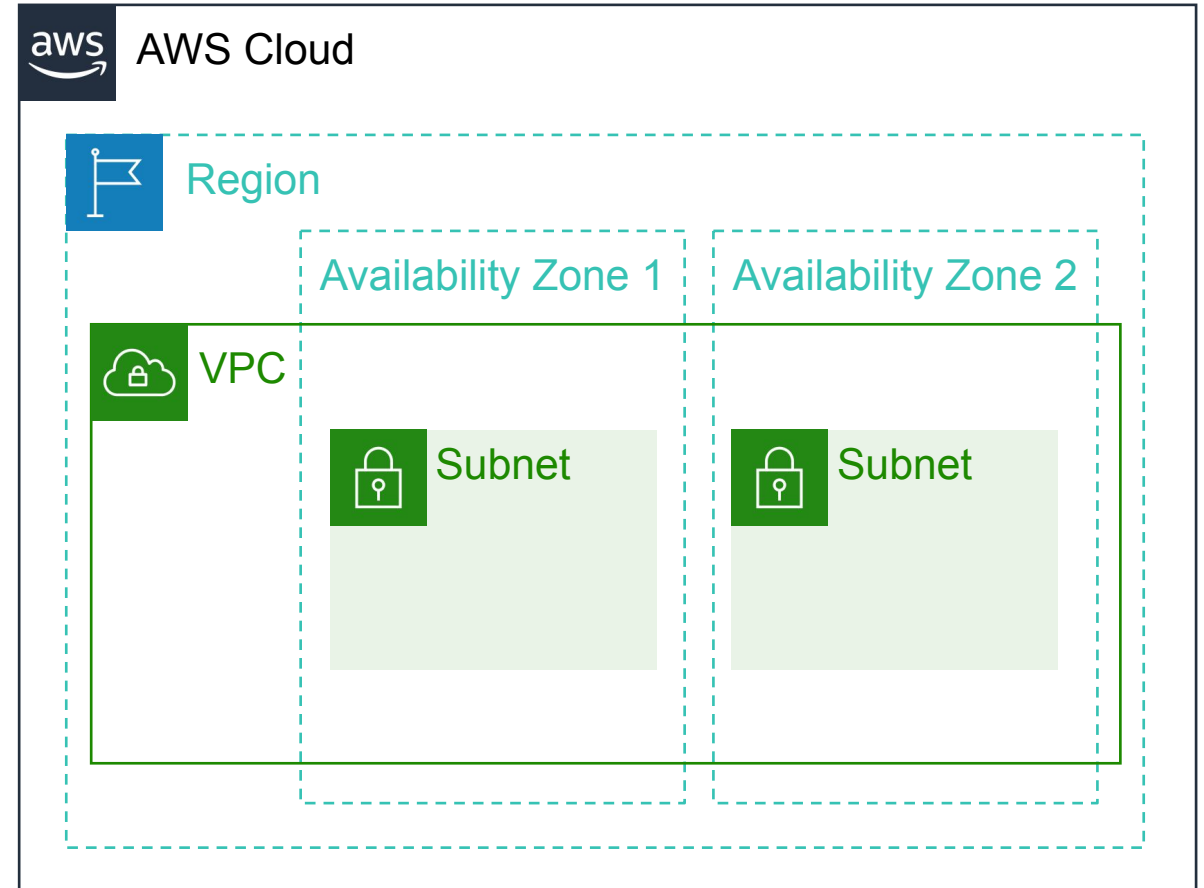 aws
AWS Cloud
Region
Availability Zone 1
Availability Zone 2
VPC
Subnet
Subnet